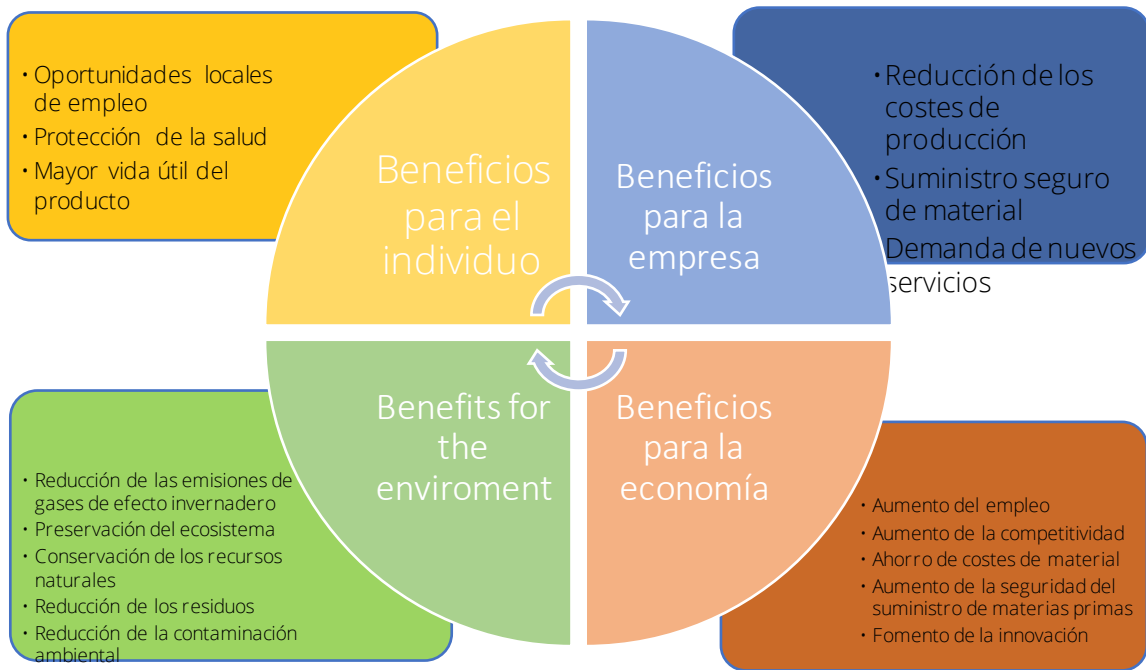 • Oportunidades locales
de empleo
• Protección de la salud
• Mayor vida útil del
producto
Beneficios
para el
individuo
Beneficios
para la
empresa
• Reducción de los
costes de
producción
• Suministro seguro
de material
Demanda de nuevos
servicios
• Reducción de las emisiones de
gases de efecto invernadero
• Preservación del ecosistema
• Conservación de los recursos
naturales
• Reducción de los residuos
• Reducción de la contaminación
ambiental
Benefits for
the
enviroment
Beneficios
para la
economía
• Aumento del empleo
• Aumento de la competitividad
• Ahorro de costes de material
• Aumento de la seguridad del
suministro de materias primas
• Fomento de la innovación